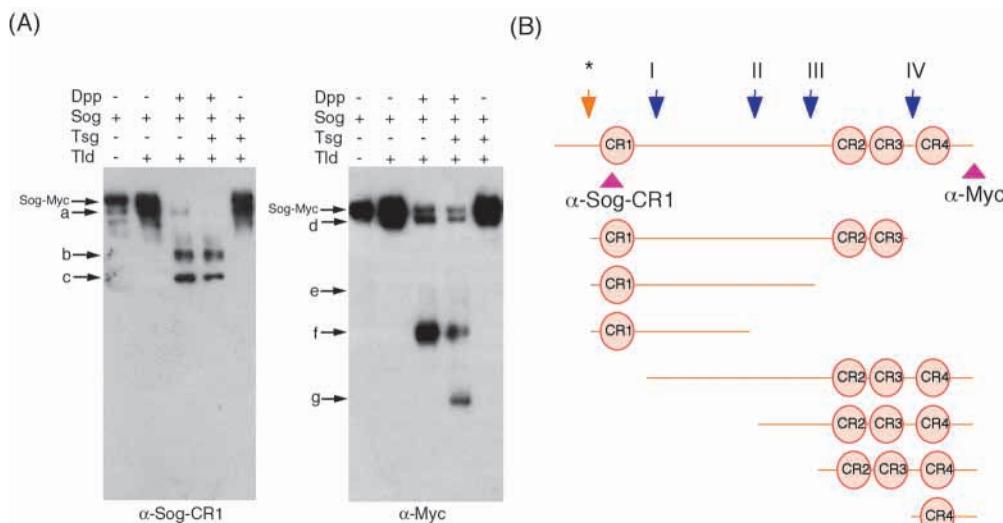 (A)
(B)
Dpp - - + + -
Sog + + + + +
Tsg - - - + +
Tld - + + + +
Sog-Myc
a
b
c
α-Sog-CR1
Dpp - - + + -
Sog + + + + +
Tsg - - - + +
Tld - + + + +
Sog-Myc
d
e
f
g
α-Myc
* I II III IV
CR1 CR2 CR3 CR4
α-Sog-CR1
α-Myc
CR1 CR2 CR3
CR1
CR1
CR2 CR3 CR4
CR2 CR3 CR4
CR2 CR3 CR4
CR4